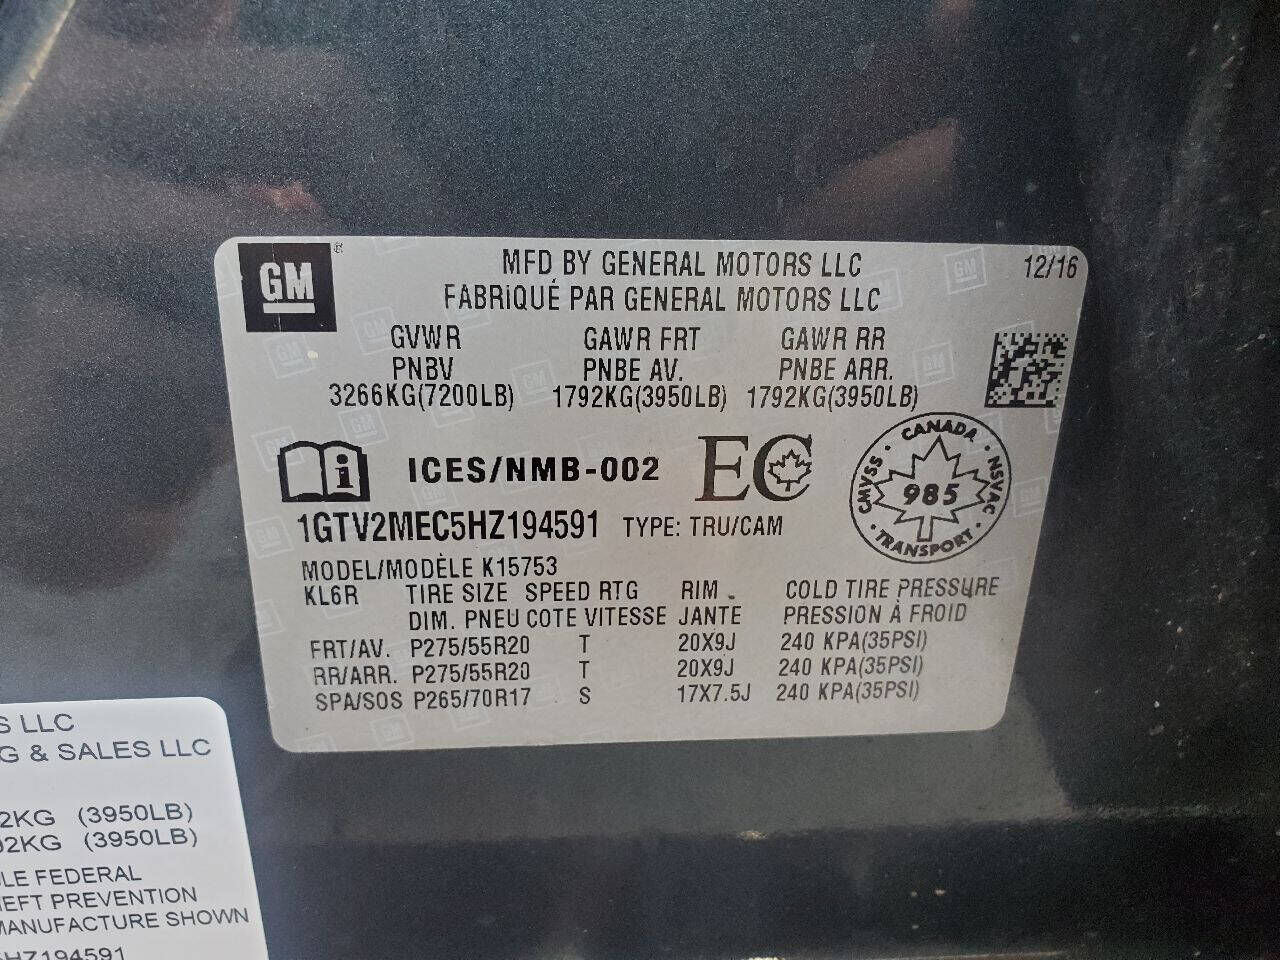 GM
MFD BY GENERAL MOTORS LLC 12/16
FABRIQUÉ PAR GENERAL MOTORS LLC
GVWR GAWR FRT GAWR RR
PNBV PNBE AV. PNBE ARR.
3266KG(7200LB) 1792KG(3950LB) 1792KG(3950LB)
ICES/NMB-002 EC
CANADA
CMVSS 985 NSVAC
TRANSPORT
1GTV2MEC5HZ194591 TYPE: TRU/CAM
MODEL/MODÈLE K15753
KL6R TIRE SIZE SPEED RTG RIM COLD TIRE PRESSURE
DIM. PNEU COTE VITESSE JANTE PRESSION À FROID
FRT/AV. P275/55R20 T 20X9J 240 KPA(35PSI)
RR/ARR. P275/55R20 T 20X9J 240 KPA(35PSI)
SPA/SOS P265/70R17 S 17X7.5J 240 KPA(35PSI)
S LLC
G & SALES LLC
2KG (3950LB)
92KG (3950LB)
LE FEDERAL
EFT PREVENTION
MANUFACTURE SHOWN
HZ194591